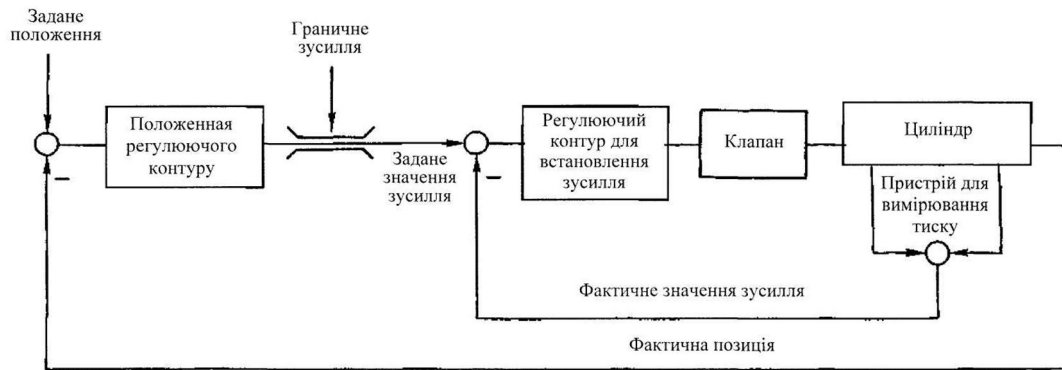 Задане
положення
Граничне
зусилля
Положенная
регулюючого
контуру
Задане
значення
зусилля
Регулюючий
контур для
встановлення
зусилля
Клапан
Циліндр
Пристрій для
вимірювання
тиску
Фактичне значення зусилля
Фактична позиція